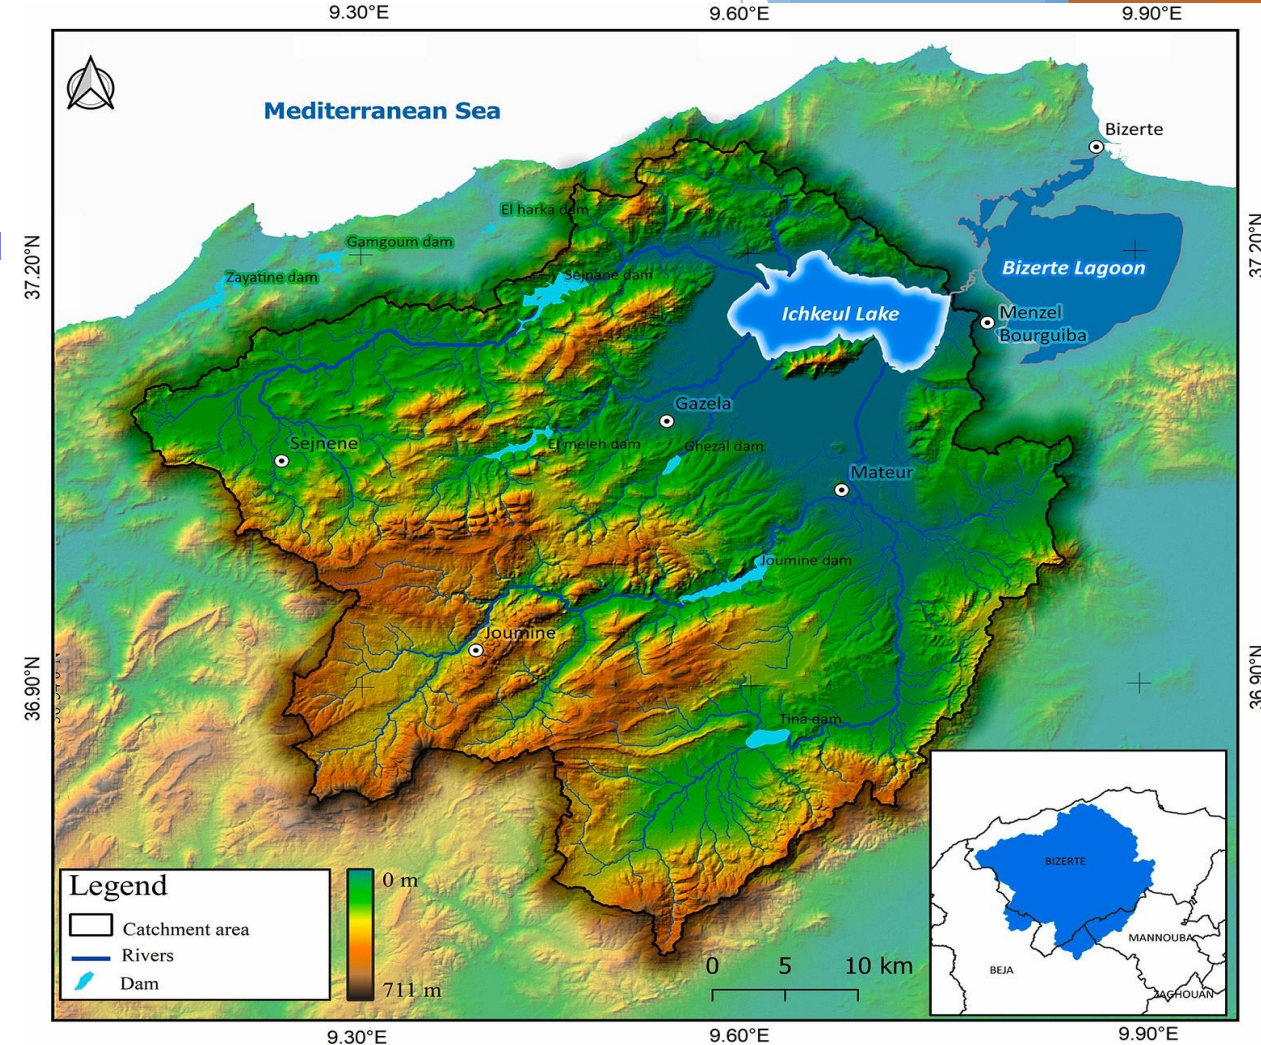 9.30°E
9.60°E
9.90°E
Mediterranean Sea
Bizerte
El harka dam
Gamgoum dam
37.20°N
37.20°N
Zayatine dam
Sejnane dam
Bizerte Lagoon
Ichkeul Lake
Menzel
Bourguiba
Gazela
Sejnene
El meleh dam
Ghezal dam
Mateur
Joumine dam
Joumine
36.90°N
36.90°N
Tina dam
Legend
Catchment area
Rivers
Dam
0 m
711 m
0
5
10 km
BIZERTE
MANNOUBA
BEJA
ZAGHOUAN
9.30°E
9.60°E
9.90°E